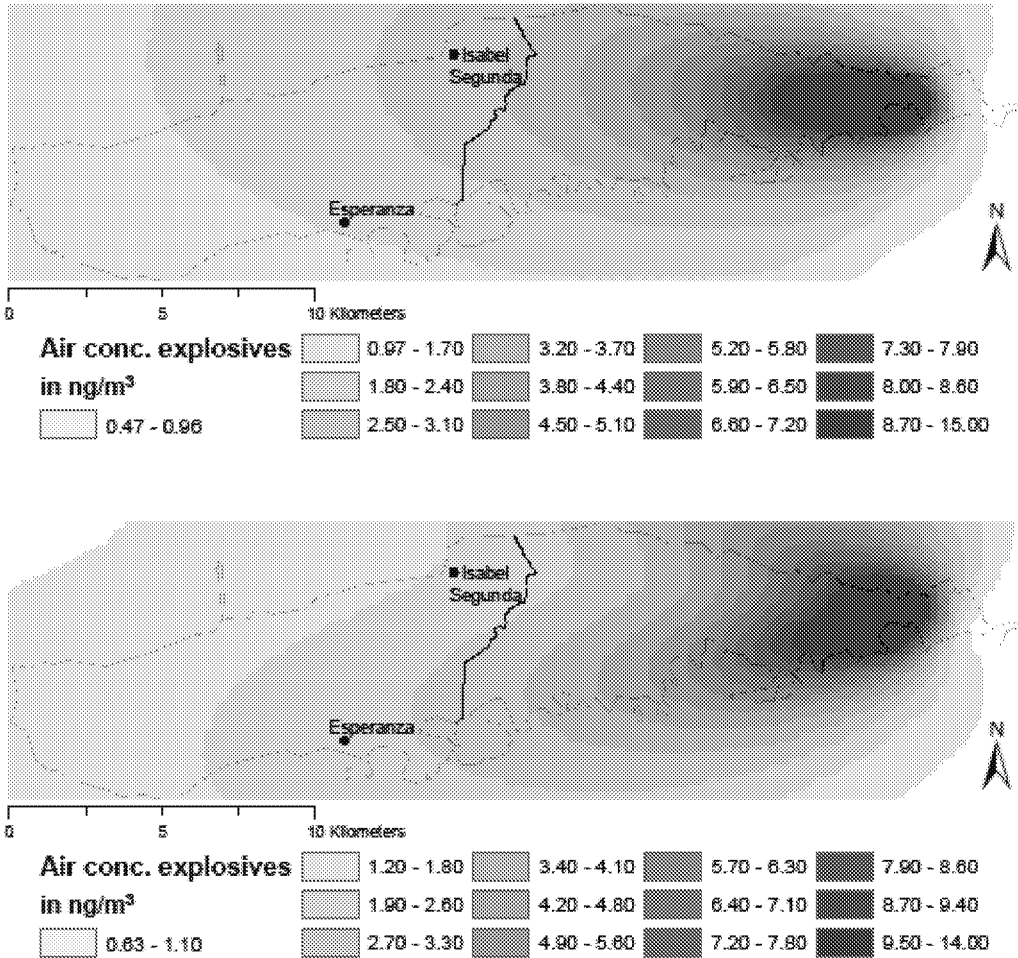 Isabel
Segunda
Esperanza
N
0 5 10 Kilometers
Air conc. explosives
in ng/m³
0.47 - 0.96
0.97 - 1.70
1.80 - 2.40
2.50 - 3.10
3.20 - 3.70
3.80 - 4.40
4.50 - 5.10
5.20 - 5.80
5.90 - 6.50
6.60 - 7.20
7.30 - 7.90
8.00 - 8.60
8.70 - 15.00
Isabel
Segunda
Esperanza
N
0 5 10 Kilometers
Air conc. explosives
in ng/m³
0.63 - 1.10
1.20 - 1.80
1.90 - 2.60
2.70 - 3.30
3.40 - 4.10
4.20 - 4.80
4.90 - 5.60
5.70 - 6.30
6.40 - 7.10
7.20 - 7.80
7.90 - 8.60
8.70 - 9.40
9.50 - 14.00